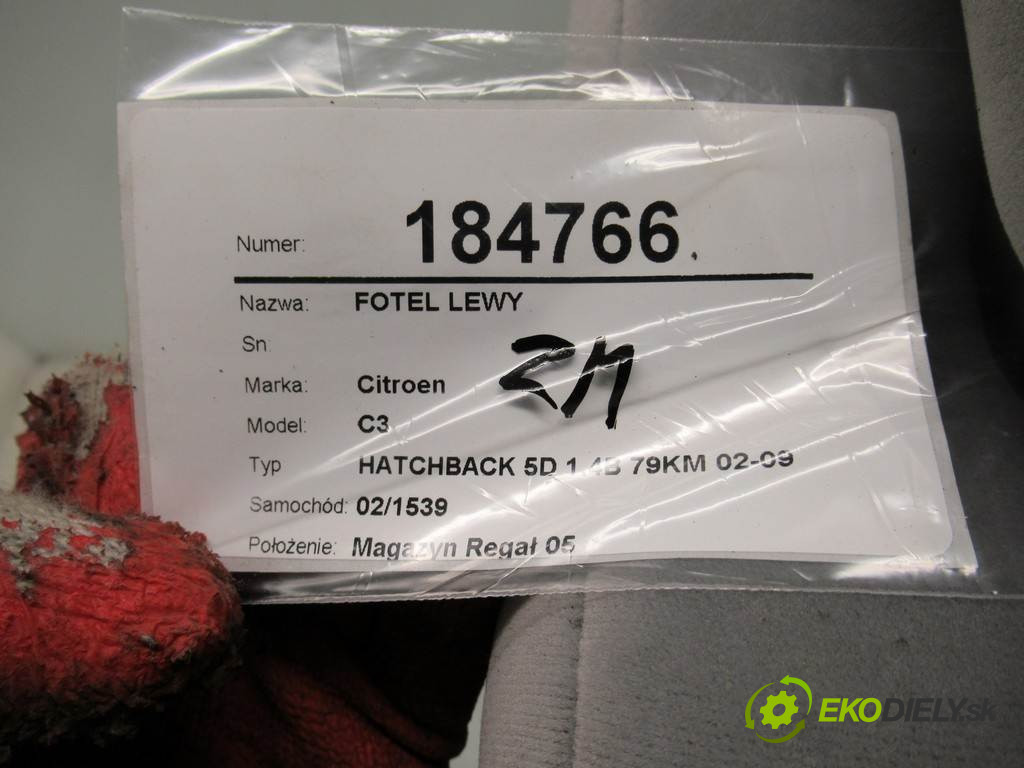 Numer: 184766
Nazwa: FOTEL LEWY
Sn:
Marka: Citroen
Model: C3
Typ HATCHBACK 5D 1.4B 79KM 02-09
Samochód: 02/1539
Położenie: Magazyn Regał 05
EKODIELY.sk